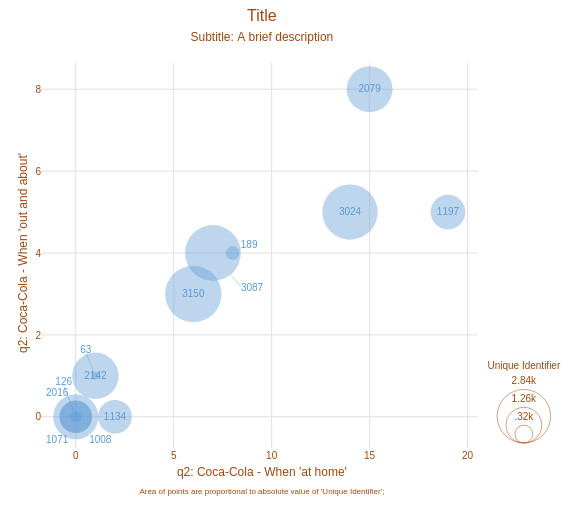 Title
Subtitle: A brief description
8
6
4
2
0
q2: Coca-Cola - When 'out and about'
2079
3024
1197
189
3087
3150
63
2142
126
2016
1134
1071
1008
0
5
10
15
20
q2: Coca-Cola - When 'at home'
Unique Identifier
2.84k
1.26k
.32k
Area of points are proportional to absolute value of 'Unique Identifier';